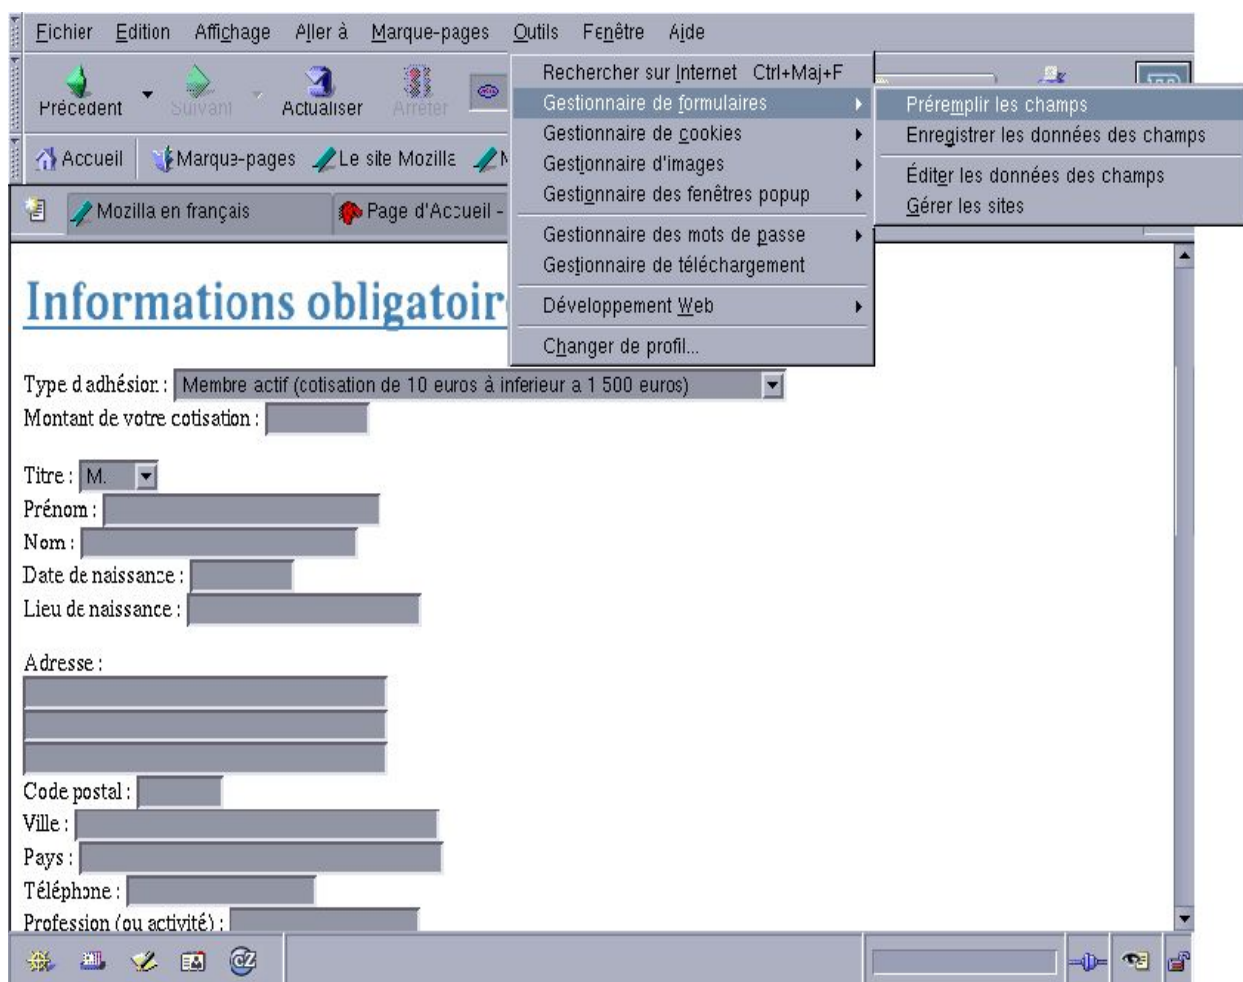 Fichier Edition Affichage Aller à Marque-pages Outils Fenêtre Aide
Précédent Suivant Actualiser Arrêter
Rechercher sur Internet Ctrl+Maj+F
Gestionnaire de formulaires
Gestionnaire de cookies
Gestionnaire d'images
Gestionnaire des fenêtres popup
Gestionnaire des mots de passe
Gestionnaire de téléchargement
Développement Web
Changer de profil...
Préremplir les champs
Enregistrer les données des champs
Éditer les données des champs
Gérer les sites
Accueil Marque-pages Le site Mozilla
Mozilla en français Page d'Accueil -
Informations obligatoir
Type d'adhésion : Membre actif (cotisation de 10 euros à inferieur a 1 500 euros)
Montant de votre cotisation :
Titre : M.
Prénom :
Nom :
Date de naissance :
Lieu de naissance :
Adresse :
Code postal :
Ville :
Pays :
Téléphone :
Profession (ou activité) :